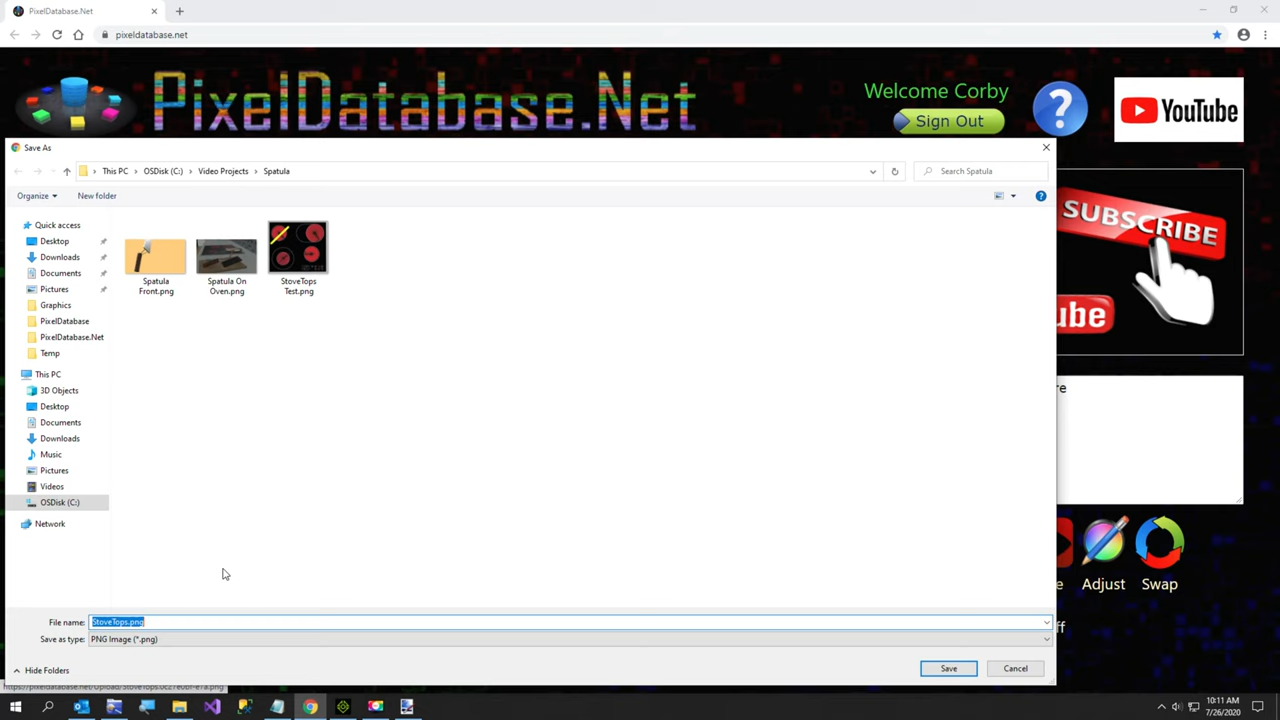 PixelDatabase.Net
pixeldatabase.net
PixelDatabase.Net
Welcome Corby
Sign Out
?
YouTube
Save As
This PC > OSDisk (C:) > Video Projects > Spatula
Search Spatula
Organize
New folder
Quick access
Desktop
Downloads
Documents
Pictures
Graphics
PixelDatabase
PixelDatabase.Net
Temp
This PC
3D Objects
Desktop
Documents
Downloads
Music
Pictures
Videos
OSDisk (C:)
Network
Spatula
Front.png
Spatula On
Oven.png
StoveTops
Test.png
SUBSCRIBE
ube
re
e
Adjust
Swap
ff
File name:
StoveTops.png
Save as type:
PNG Image (*.png)
Hide Folders
Save
Cancel
10:11 AM
7/26/2020